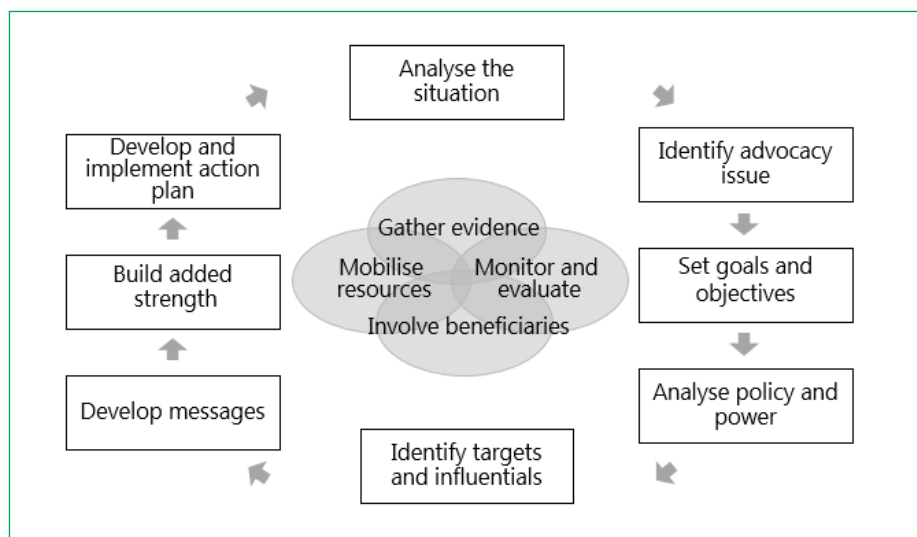 Analyse the
situation
Identify advocacy
issue
Set goals and
objectives
Analyse policy and
power
Identify targets
and influentials
Develop messages
Build added
strength
Develop and
implement action
plan
Gather evidence
Mobilise
resources
Monitor and
evaluate
Involve beneficiaries